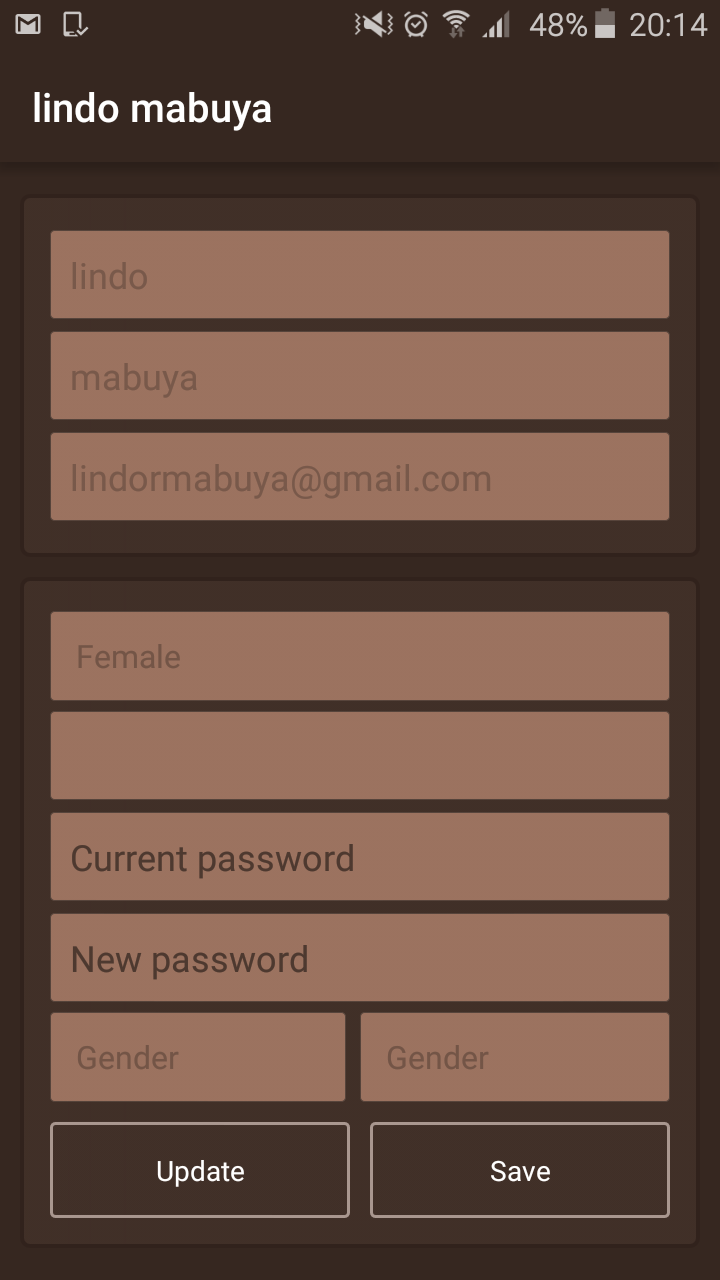 48% 20:14
lindo mabuya
lindo
mabuya
lindormabuya@gmail.com
Female
Current password
New password
Gender Gender
Update Save